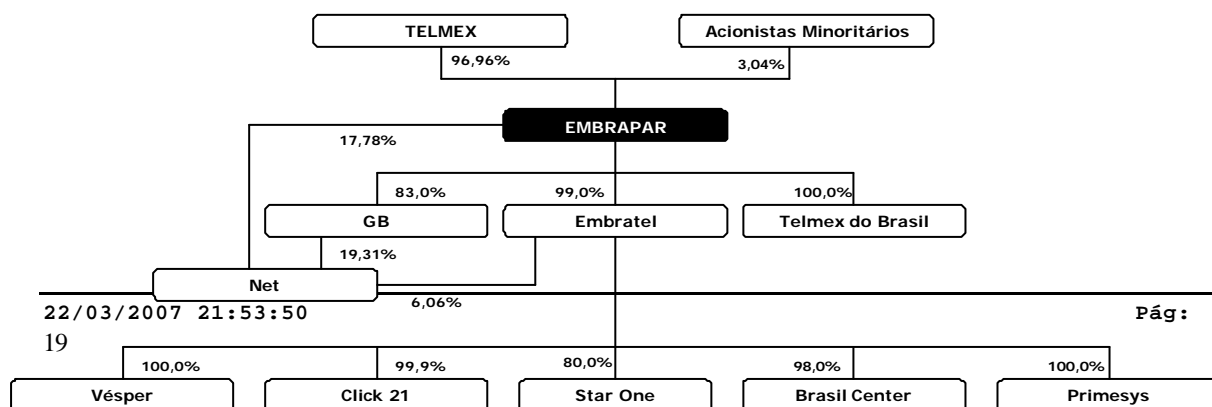 TELMEX
Acionistas Minoritários
96,96%
3,04%
EMBRAPAR
17,78%
83,0%
99,0%
100,0%
GB
Embratel
Telmex do Brasil
19,31%
Net
6,06%
22/03/2007 21:53:50 Pág:
19
100,0%
99,9%
80,0%
98,0%
100,0%
Vésper
Click 21
Star One
Brasil Center
Primesys